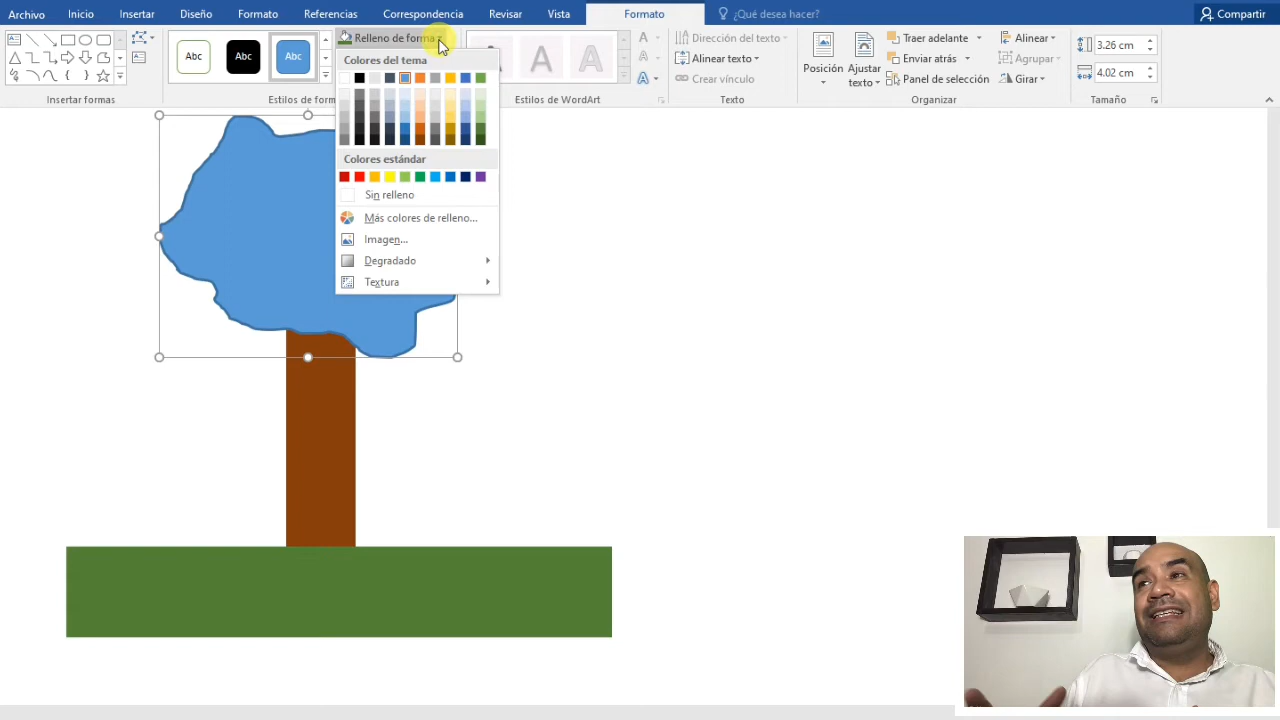 Archivo Inicio Insertar Diseño Formato Referencias Correspondencia Revisar Vista Formato ¿Qué desea hacer? Compartir
Abc Abc Abc
Relleno de forma
A A A
A
A
A
Dirección del texto
Alinear texto
Crear vínculo
Posición
Ajustar
texto
Traer adelante
Enviar atrás
Panel de selección
Alinear
Agrupar
Girar
3.26 cm
4.02 cm
Insertar formas Estilos de form Estilos de WordArt Texto Organizar Tamaño
Colores del tema
Colores estándar
Sin relleno
Más colores de relleno...
Imagen...
Degradado
Textura